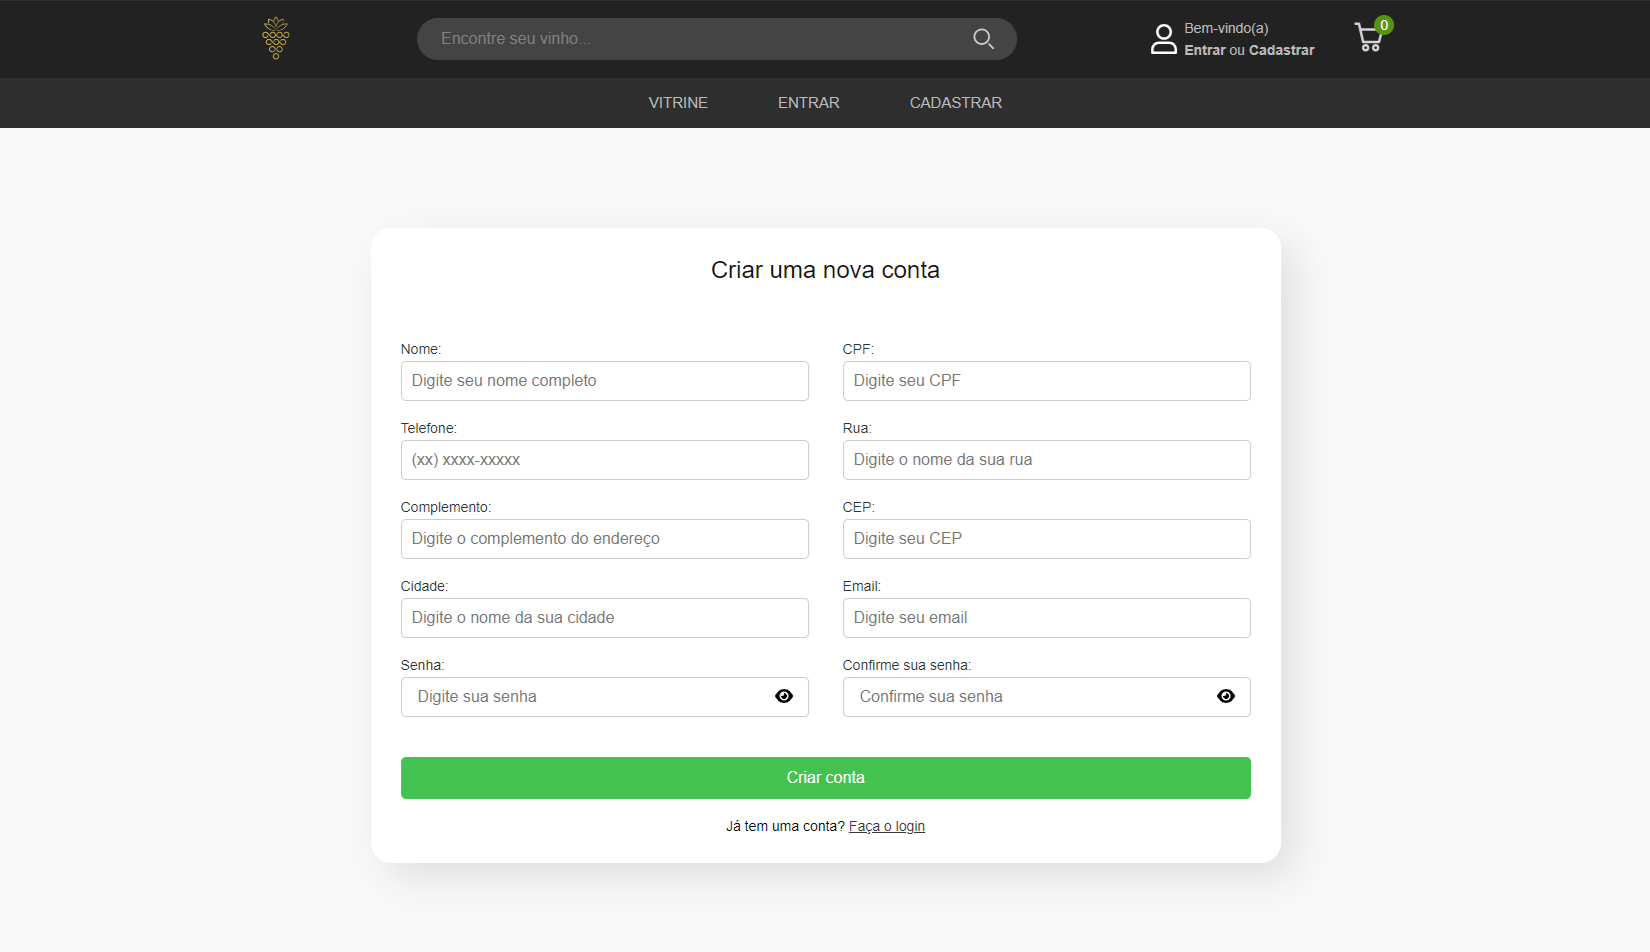 Encontre seu vinho...
Bem-vindo(a)
Entrar ou Cadastrar
0
VITRINE ENTRAR CADASTRAR
Criar uma nova conta
Nome: CPF:
Digite seu nome completo Digite seu CPF
Telefone: Rua:
(xx) xxxx-xxxxx Digite o nome da sua rua
Complemento: CEP:
Digite o complemento do endereço Digite seu CEP
Cidade: Email:
Digite o nome da sua cidade Digite seu email
Senha: Confirme sua senha:
Digite sua senha Confirme sua senha
Criar conta
Já tem uma conta? Faça o login